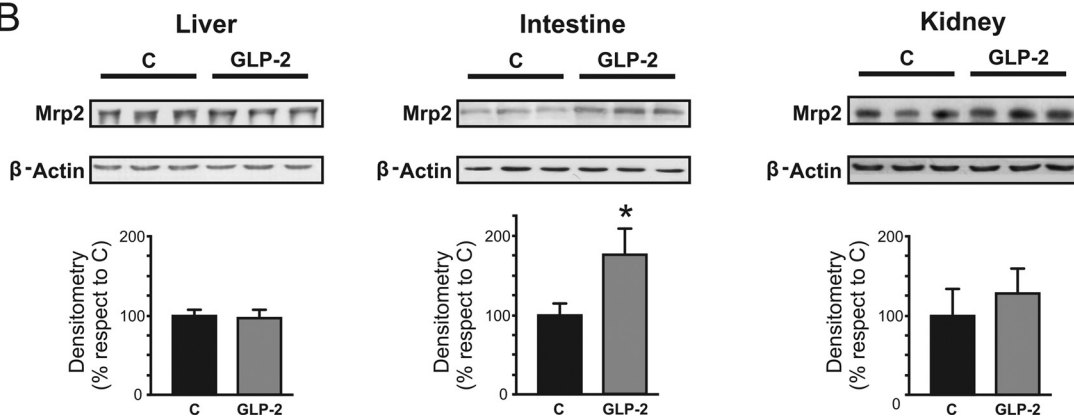 B
Liver
C GLP-2
Mrp2
β-Actin
Densitometry
(% respect to C)
200
100
0
C GLP-2
Intestine
C GLP-2
Mrp2
β-Actin
Densitometry
(% respect to C)
200
100
0
*
C GLP-2
Kidney
C GLP-2
Mrp2
β-Actin
Densitometry
(% respect to C)
200
100
0
C GLP-2